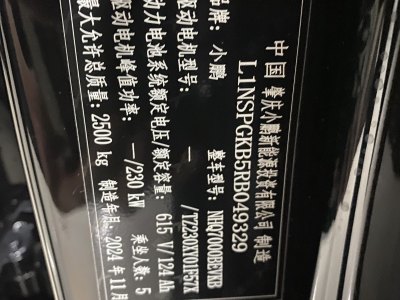 中国 肇庆小鹏新能源投资有限公司 制造
L1NSPGKB5RB049329
品牌: 小鹏 整车型号: NHQ7000BEVXB
驱动电机型号: —/TZ230XY01F57X
动力电池系统额定电压/额定容量: 615 V/124 Ah
驱动电机峰值功率: —/230 kW 乘坐人数: 5
最大允许总质量: 2500 kg 制造年月: 2024 年 11